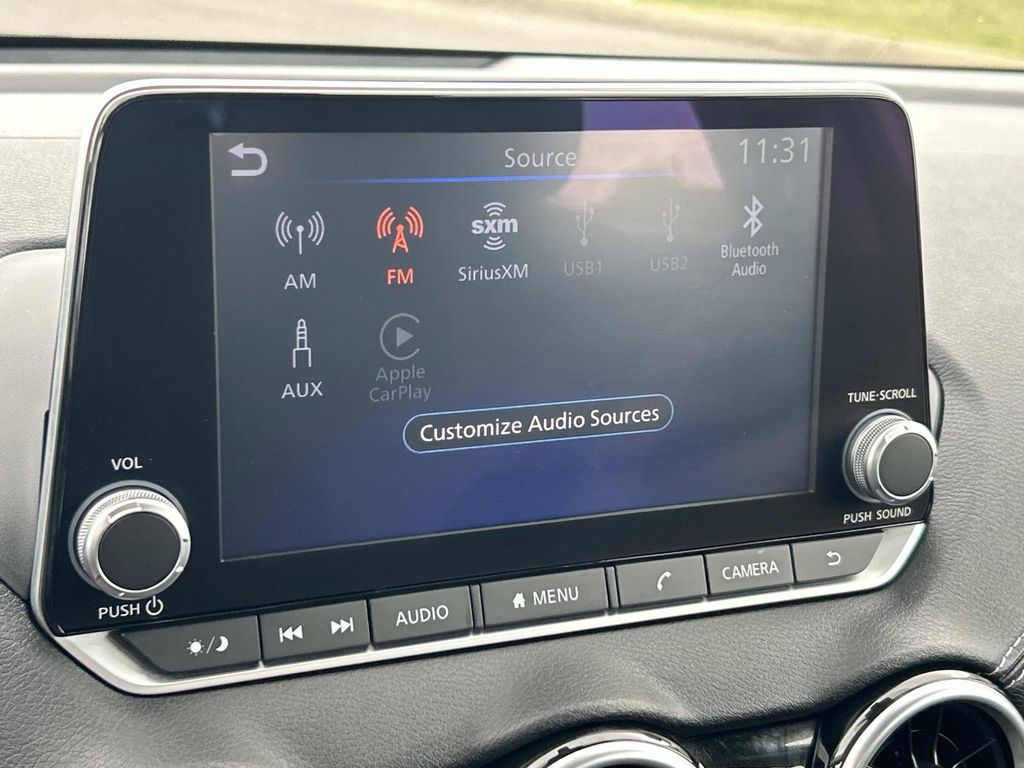 Source
11:31
AM
FM
sxm
SiriusXM
USB1
USB2
Bluetooth
Audio
AUX
Apple
CarPlay
Customize Audio Sources
VOL
PUSH
TUNE·SCROLL
PUSH SOUND
AUDIO
MENU
CAMERA